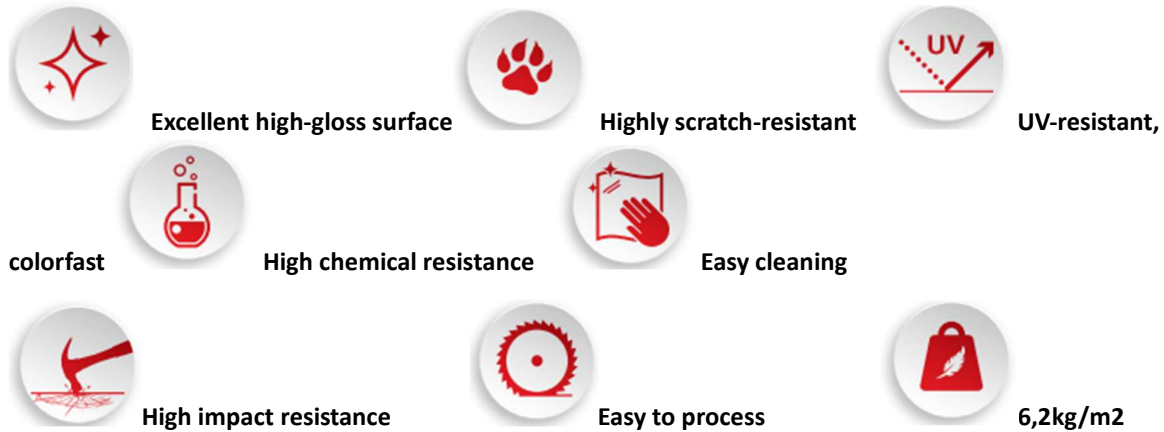 UV
Excellent high-gloss surface Highly scratch-resistant UV-resistant,
colorfast High chemical resistance Easy cleaning
High impact resistance Easy to process 6,2kg/m2